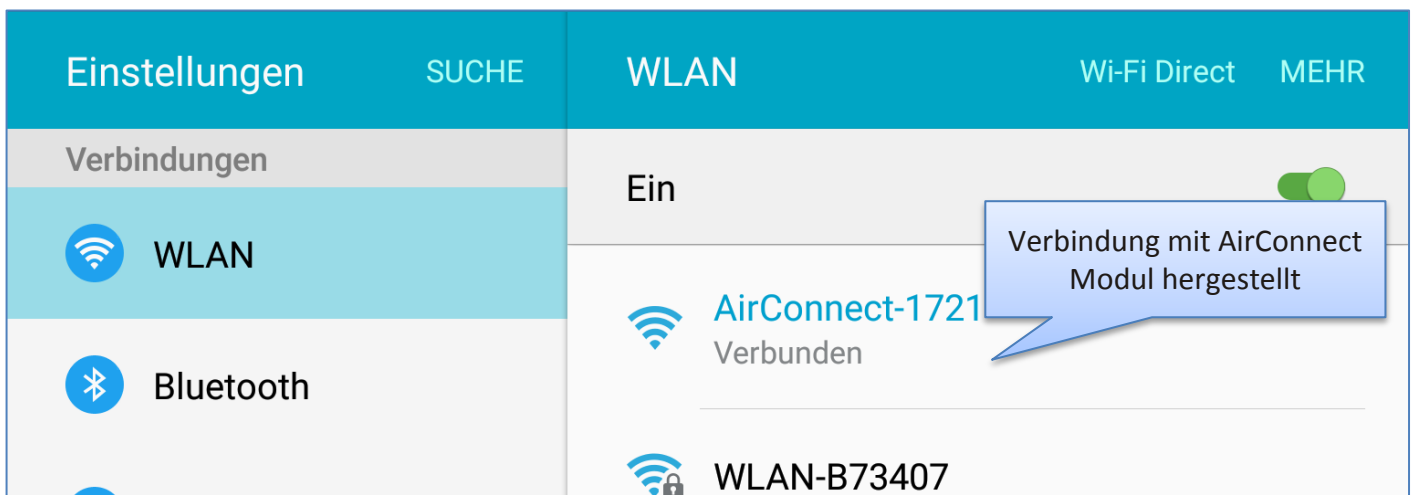 Einstellungen
SUCHE
Verbindungen
WLAN
Bluetooth
WLAN
Wi-Fi Direct
MEHR
Ein
Verbindung mit AirConnect
Modul hergestellt
AirConnect-1721
Verbunden
WLAN-B73407